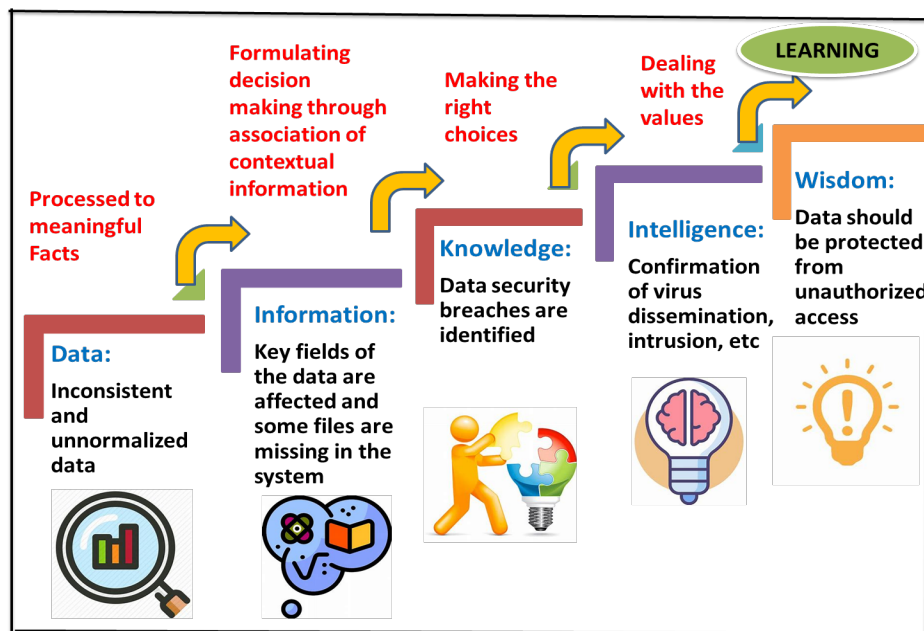 Processed to
meaningful
Facts
Formulating
decision
making through
association of
contextual
information
Making the
right
choices
Dealing
with the
values
LEARNING
Data:
Inconsistent
and
unnormalized
data
Information:
Key fields of
the data are
affected and
some files are
missing in the
system
Knowledge:
Data security
breaches are
identified
Intelligence:
Confirmation
of virus
dissemination,
intrusion, etc
Wisdom:
Data should
be protected
from
unauthorized
access